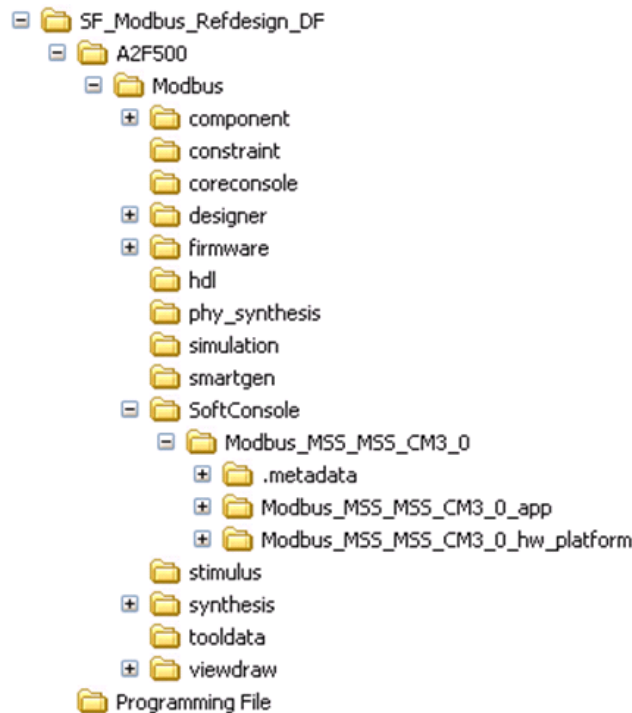 SF_Modbus_Refdesign_DF
A2F500
Modbus
component
constraint
coreconsole
designer
firmware
hdl
phy_synthesis
simulation
smartgen
SoftConsole
Modbus_MSS_MSS_CM3_0
.metadata
Modbus_MSS_MSS_CM3_0_app
Modbus_MSS_MSS_CM3_0_hw_platform
stimulus
synthesis
tooldata
viewdraw
Programming File